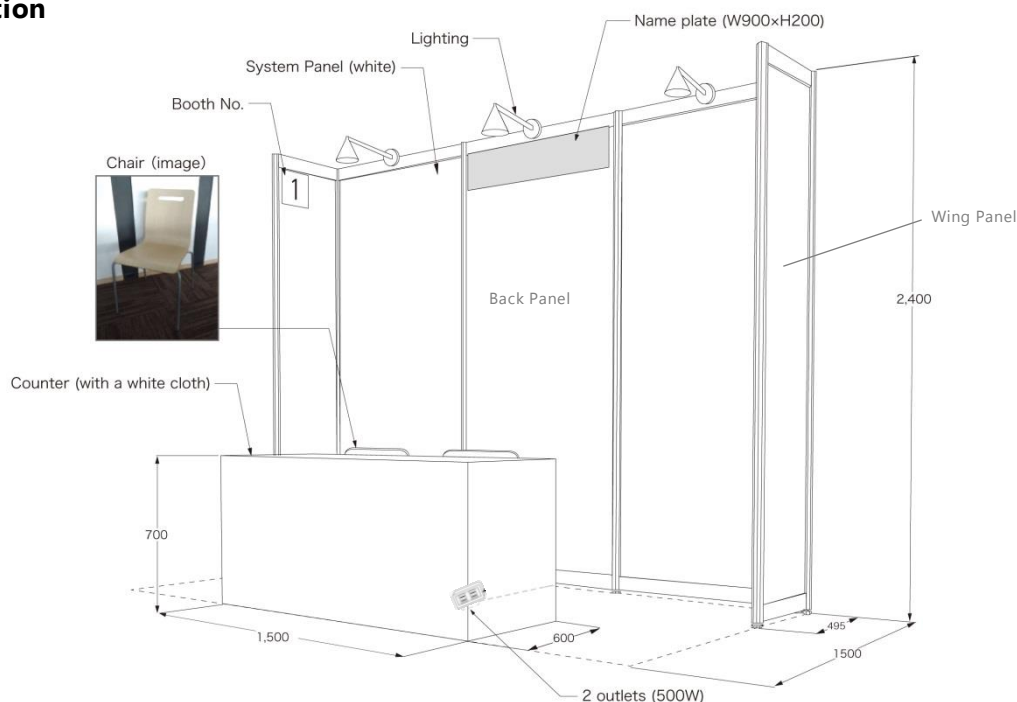 tion
Name plate (W900×H200)
Lighting
System Panel (white)
Booth No.
Chair (image)
1
Wing Panel
Back Panel
2,400
Counter (with a white cloth)
700
1,500
600
495
1500
2 outlets (500W)